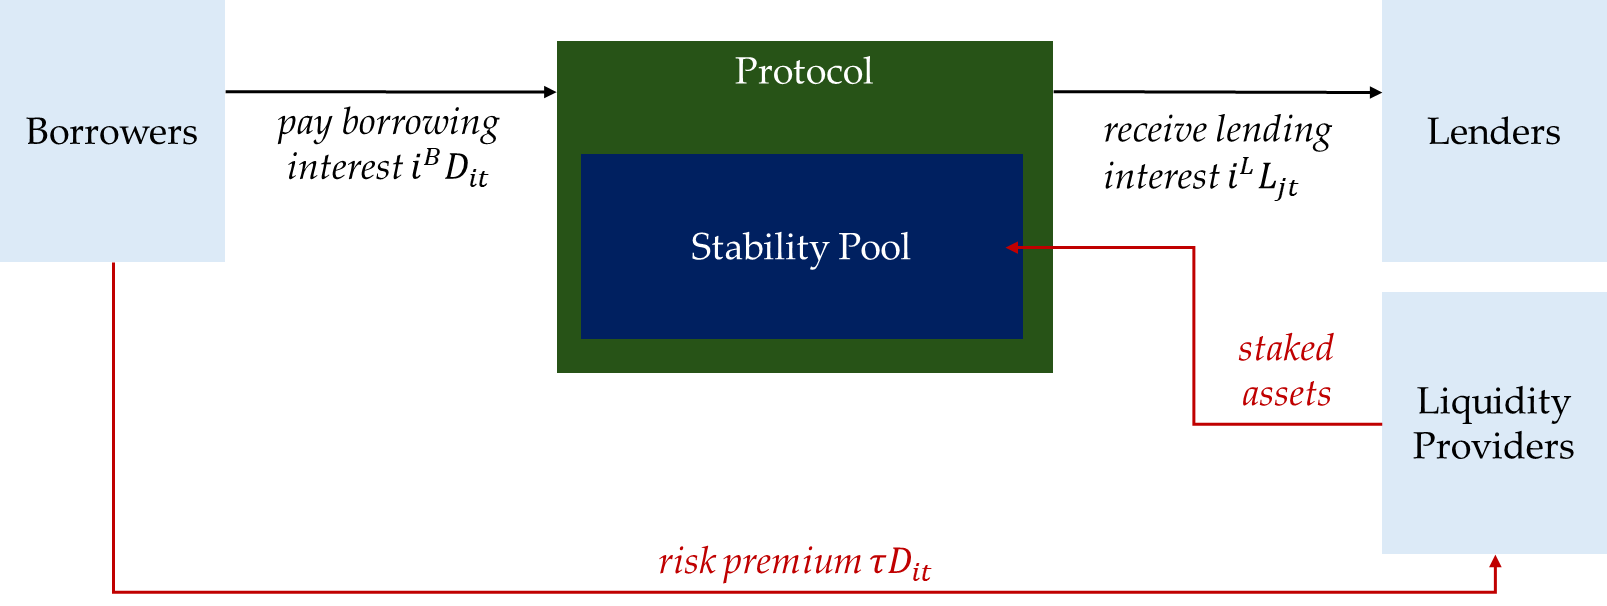 Borrowers
pay borrowing
interest i^B D_it
Protocol
Stability Pool
receive lending
interest i^L L_jt
Lenders
staked
assets
Liquidity
Providers
risk premium τD_it